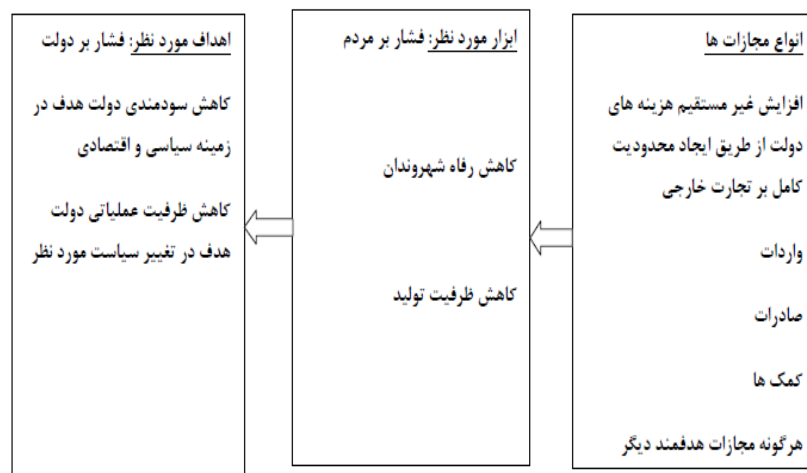 انواع مجازات ها
افزایش غیر مستقیم هزینه های
دولت از طریق ایجاد محدودیت
کامل بر تجارت خارجی
واردات
صادرات
کمک ها
هرگونه مجازات هدفمند دیگر
ابزار مورد نظر: فشار بر مردم
کاهش رفاه شهروندان
کاهش ظرفیت تولید
اهداف مورد نظر: فشار بر دولت
کاهش سودمندی دولت هدف در
زمینه سیاسی و اقتصادی
کاهش ظرفیت عملیاتی دولت
هدف در تغییر سیاست مورد نظر